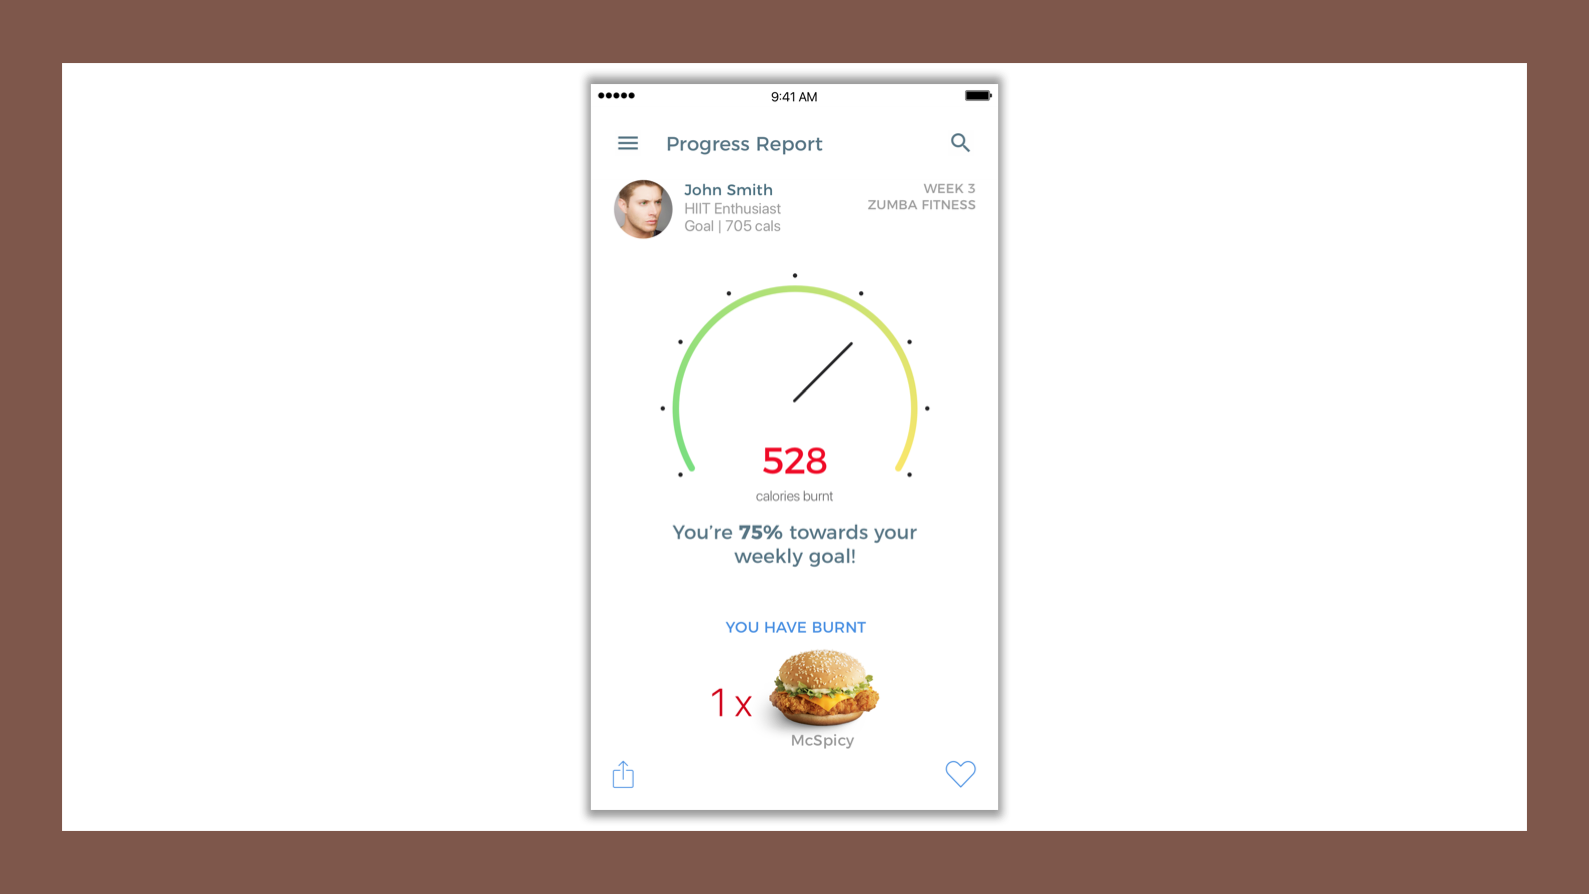 9:41 AM
Progress Report
John Smith
HIIT Enthusiast
Goal | 705 cals
WEEK 3
ZUMBA FITNESS
528
calories burnt
You’re 75% towards your
weekly goal!
YOU HAVE BURNT
1 x
McSpicy